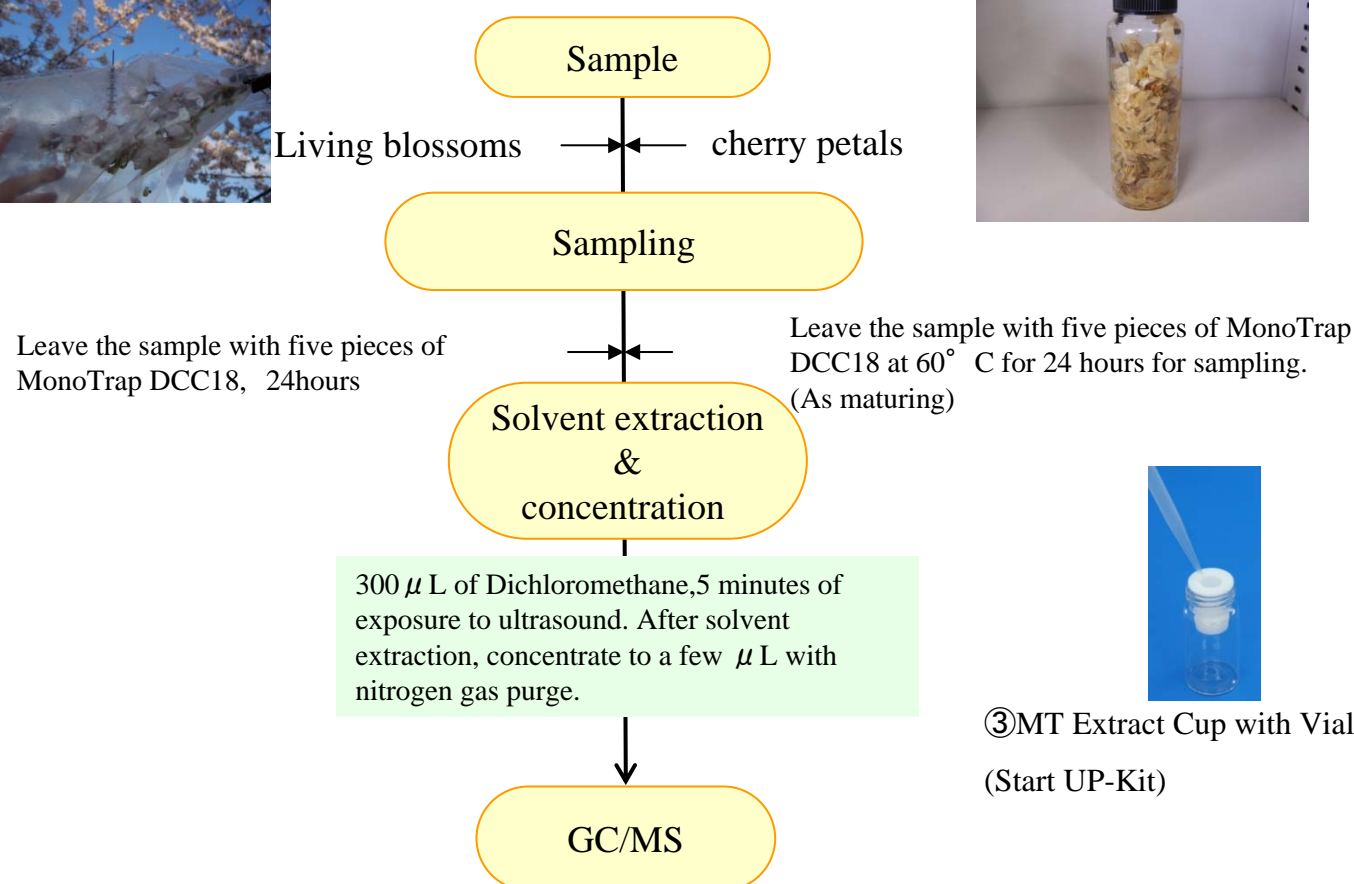 Sample
Living blossoms
cherry petals
Sampling
Leave the sample with five pieces of
MonoTrap DCC18, 24hours
Leave the sample with five pieces of MonoTrap
DCC18 at 60° C for 24 hours for sampling.
(As maturing)
Solvent extraction
&
concentration
300 μ L of Dichloromethane,5 minutes of
exposure to ultrasound. After solvent
extraction, concentrate to a few μ L with
nitrogen gas purge.
③MT Extract Cup with Vial
(Start UP-Kit)
GC/MS